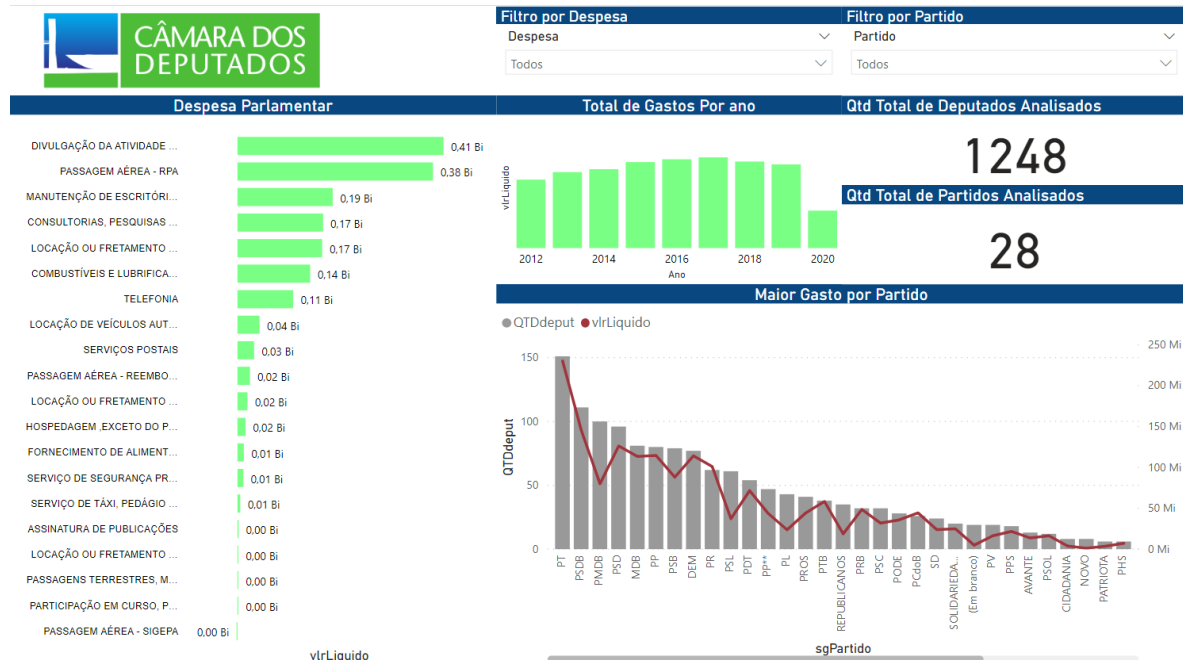 CÂMARA DOS
DEPUTADOS
Filtro por Despesa
Despesa
Todos
Filtro por Partido
Partido
Todos
Despesa Parlamentar
DIVULGAÇÃO DA ATIVIDADE ... 0,41 Bi
PASSAGEM AÉREA - RPA 0,38 Bi
MANUTENÇÃO DE ESCRITÓRI... 0,19 Bi
CONSULTORIAS, PESQUISAS ... 0,17 Bi
LOCAÇÃO OU FRETAMENTO ... 0,17 Bi
COMBUSTÍVEIS E LUBRIFICA... 0,14 Bi
TELEFONIA 0,11 Bi
LOCAÇÃO DE VEÍCULOS AUT... 0,04 Bi
SERVIÇOS POSTAIS 0,03 Bi
PASSAGEM AÉREA - REEMBO... 0,02 Bi
LOCAÇÃO OU FRETAMENTO ... 0,02 Bi
HOSPEDAGEM ,EXCETO DO P... 0,02 Bi
FORNECIMENTO DE ALIMENT... 0,01 Bi
SERVIÇO DE SEGURANÇA PR... 0,01 Bi
SERVIÇO DE TÁXI, PEDÁGIO ... 0,01 Bi
ASSINATURA DE PUBLICAÇÕES 0,00 Bi
LOCAÇÃO OU FRETAMENTO ... 0,00 Bi
PASSAGENS TERRESTRES, M... 0,00 Bi
PARTICIPAÇÃO EM CURSO, P... 0,00 Bi
PASSAGEM AÉREA - SIGEPA 0,00 Bi
vlrLiquido
Total de Gastos Por ano
vlrLiquido
2012 2014 2016 2018 2020
Ano
Qtd Total de Deputados Analisados
1248
Qtd Total de Partidos Analisados
28
Maior Gasto por Partido
QTDdeput vlrLiquido
QTDdeput
150
100
50
0
250 Mi
200 Mi
150 Mi
100 Mi
50 Mi
0 Mi
PT
PSDB
PMDB
PSD
MDB
PP
PSB
DEM
PR
PSL
PDT
PP**
PL
PROS
PTB
REPUBLICANOS
PRB
PSC
PODE
PCdoB
SD
SOLIDARIEDA...
(Em branco)
PV
PPS
AVANTE
PSOL
CIDADANIA
NOVO
PATRIOTA
PHS
sgPartido